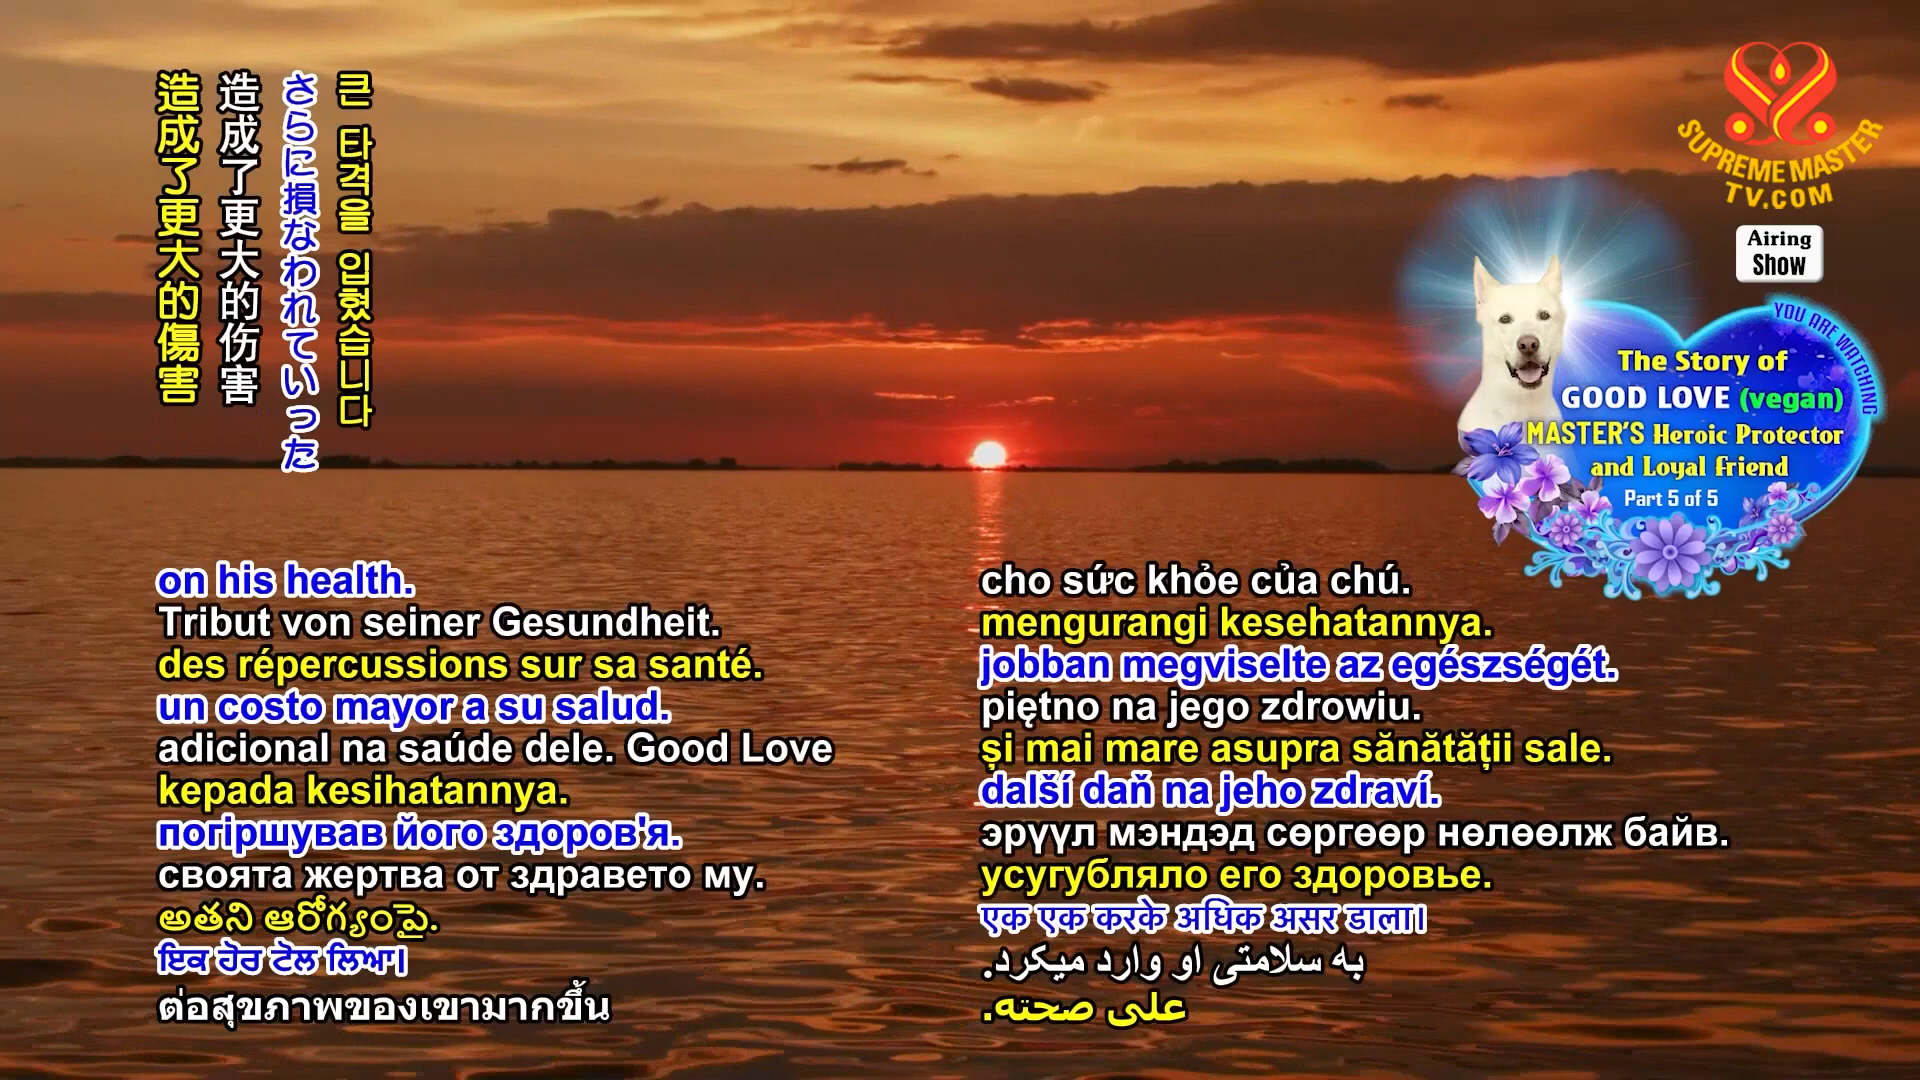 造成了更大的傷害
造成了更大的伤害
さらに損なわれていった
큰 타격을 입혔습니다
SUPREME MASTER
TV.COM
Airing
Show
YOU ARE WATCHING
The Story of
GOOD LOVE (vegan)
MASTER'S Heroic Protector
and Loyal Friend
Part 5 of 5
on his health.
Tribut von seiner Gesundheit.
des répercussions sur sa santé.
un costo mayor a su salud.
adicional na saúde dele. Good Love
kepada kesihatannya.
погіршував його здоров'я.
своята жертва от здравето му.
అతని ఆరోగ్యంపై.
ਇਕ ਹੋਰ ਟੋਲ ਲਿਆ।
ต่อสุขภาพของเขามากขึ้น
cho sức khỏe của chú.
mengurangi kesehatannya.
jobban megviselte az egészségét.
piętno na jego zdrowiu.
și mai mare asupra sănătății sale.
další daň na jeho zdraví.
эрүүл мэндэд сөргөөр нөлөөлж байв.
усугубляло его здоровье.
एक एक करके अधिक असर डाला।
به سلامتی او وارد میکرد.
على صحته.